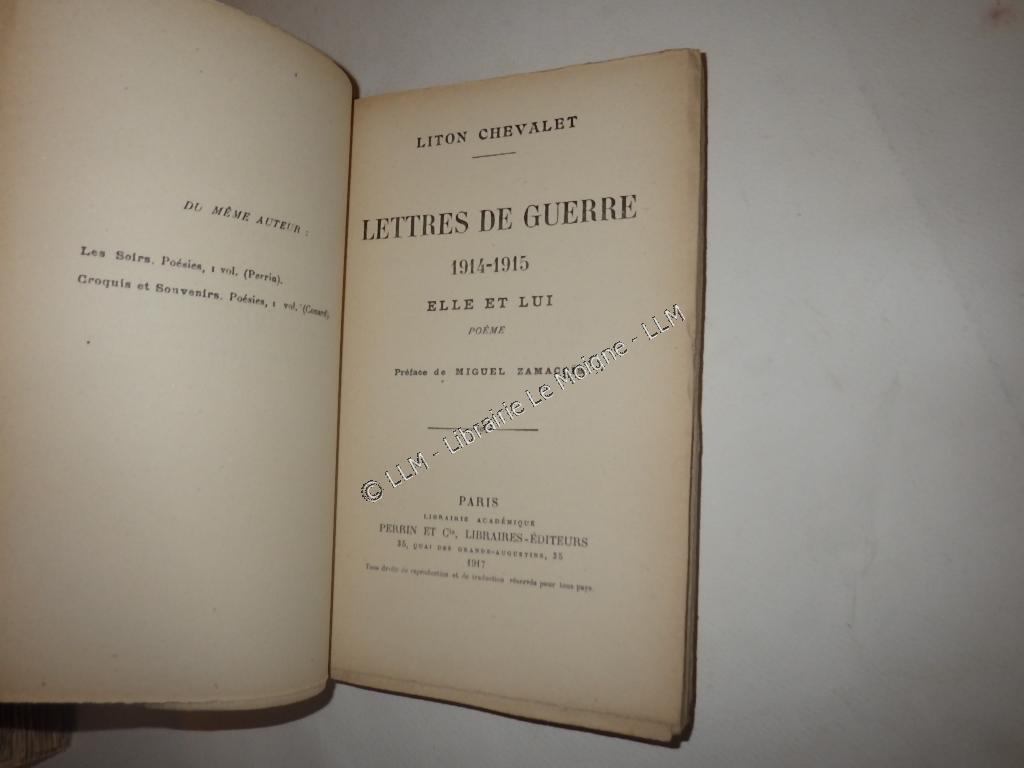 DU MÊME AUTEUR :
Les Soirs. Poésies, 1 vol. (Perrin).
Croquis et Souvenirs. Poésies, 1 vol. (Conard).
LITON CHEVALET
LETTRES DE GUERRE
1914-1915
ELLE ET LUI
POÈME
Préface de MIGUEL
© LLM - Librairie Le Moigne - LLM
PARIS
LIBRAIRIE ACADÉMIQUE
PERRIN ET Cie, LIBRAIRES-ÉDITEURS
35, QUAI DES GRANDS-AUGUSTINS, 35
1917
Tous droits de reproduction et de traduction réservés pour tous pays.